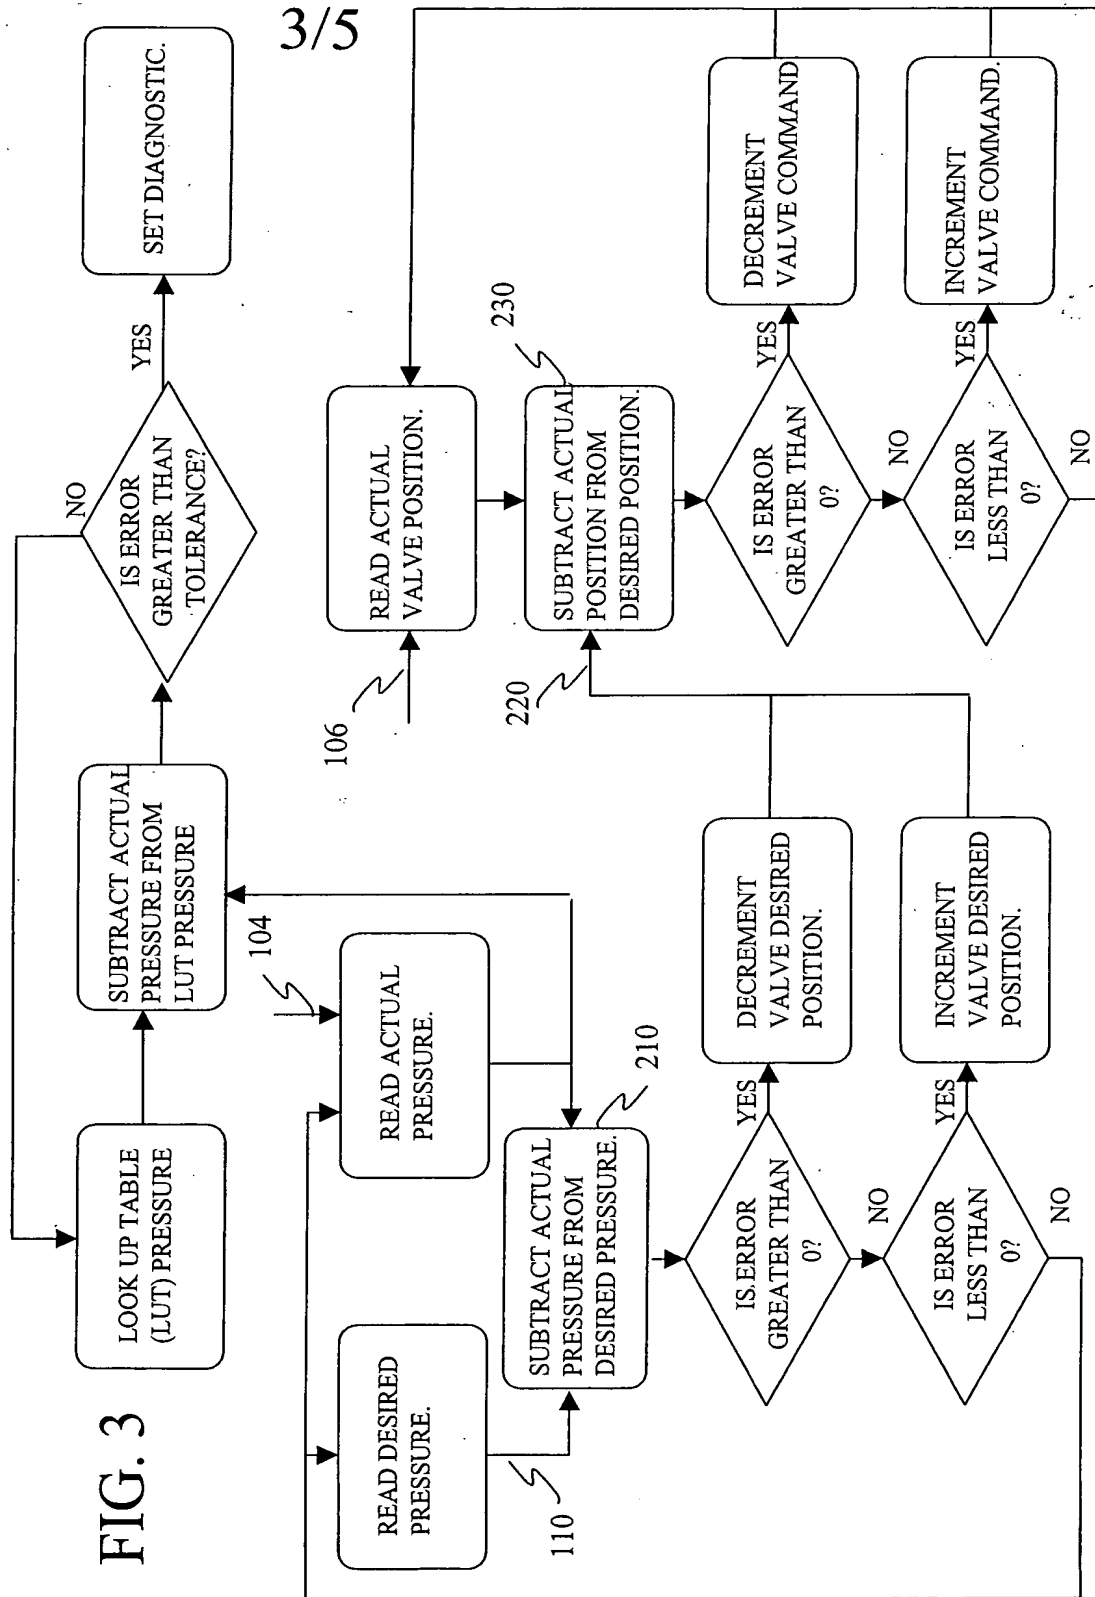 3/5
FIG. 3
LOOK UP TABLE
(LUT) PRESSURE
SUBTRACT ACTUAL
PRESSURE FROM
LUT PRESSURE
IS ERROR
GREATER THAN
TOLERANCE?
NO
YES
SET DIAGNOSTIC.
READ DESIRED
PRESSURE.
110
READ ACTUAL
PRESSURE.
104
SUBTRACT ACTUAL
PRESSURE FROM
DESIRED PRESSURE.
210
IS ERROR
GREATER THAN
0?
YES
NO
DECREMENT
VALVE DESIRED
POSITION.
IS ERROR
LESS THAN
0?
YES
NO
INCREMENT
VALVE DESIRED
POSITION.
106
READ ACTUAL
VALVE POSITION.
220
SUBTRACT ACTUAL
POSITION FROM
DESIRED POSITION.
230
IS ERROR
GREATER THAN
0?
YES
NO
DECREMENT
VALVE COMMAND
IS ERROR
LESS THAN
0?
YES
NO
INCREMENT
VALVE COMMAND.